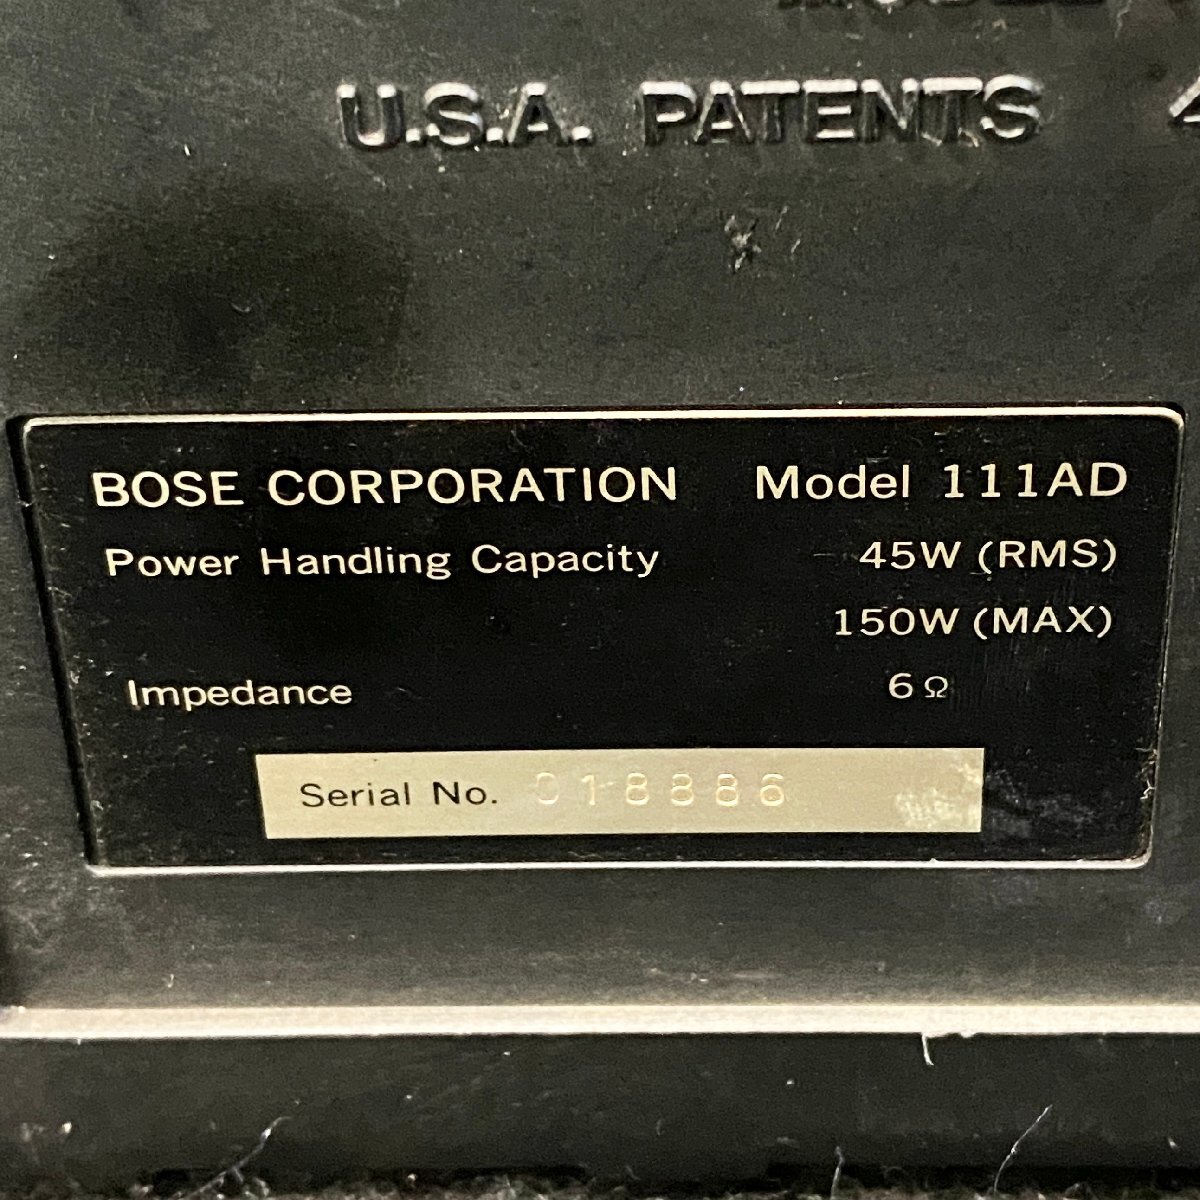 U.S.A. PATENTS
BOSE CORPORATION Model 111AD
Power Handling Capacity 45W (RMS)
150W (MAX)
Impedance 6Ω
Serial No. 018886